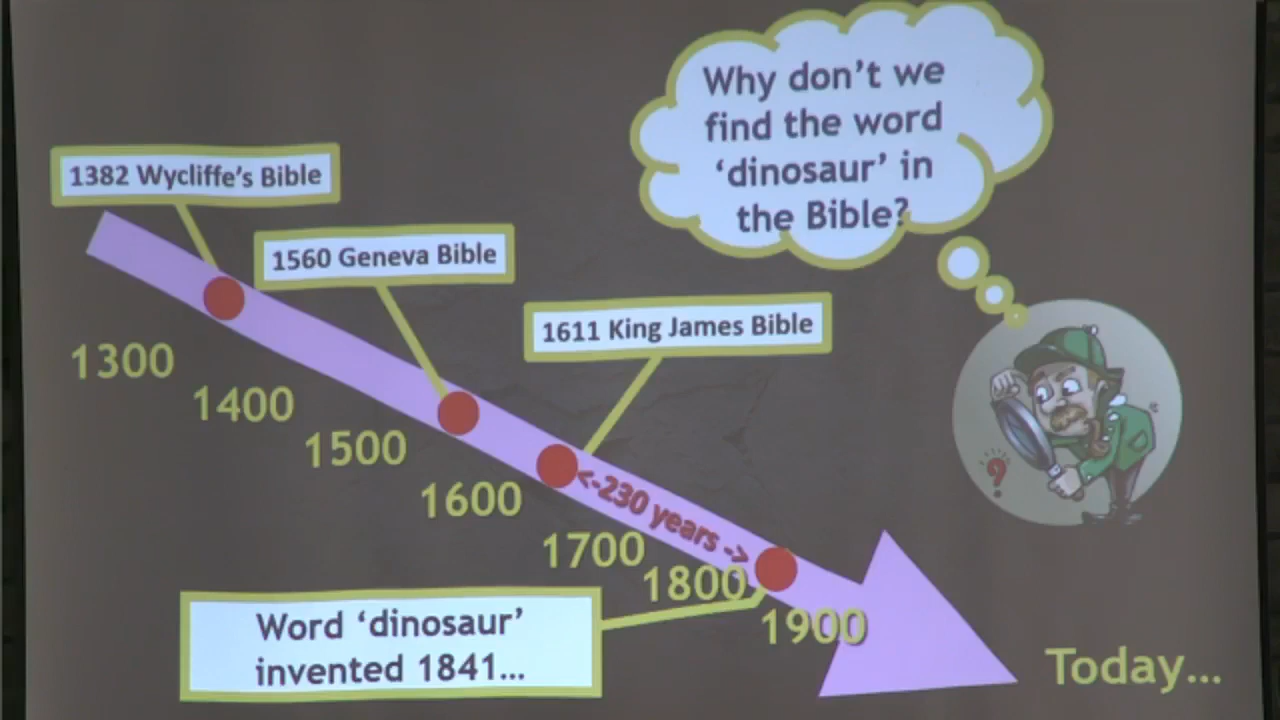 Why don't we
find the word
'dinosaur' in
the Bible?
1382 Wycliffe's Bible
1560 Geneva Bible
1611 King James Bible
1300
1400
1500
1600
1700
1800
1900
<-230 years ->
Word 'dinosaur'
invented 1841...
Today...
?